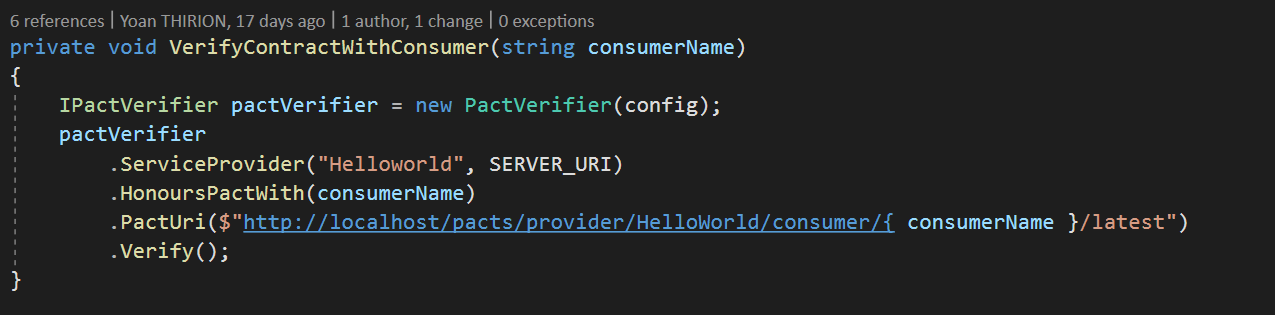 6 references | Yoan THIRION, 17 days ago | 1 author, 1 change | 0 exceptions
private void VerifyContractWithConsumer(string consumerName)
{
    IPactVerifier pactVerifier = new PactVerifier(config);
    pactVerifier
        .ServiceProvider("Helloworld", SERVER_URI)
        .HonoursPactWith(consumerName)
        .PactUri($"http://localhost/pacts/provider/HelloWorld/consumer/{ consumerName }/latest")
        .Verify();
}